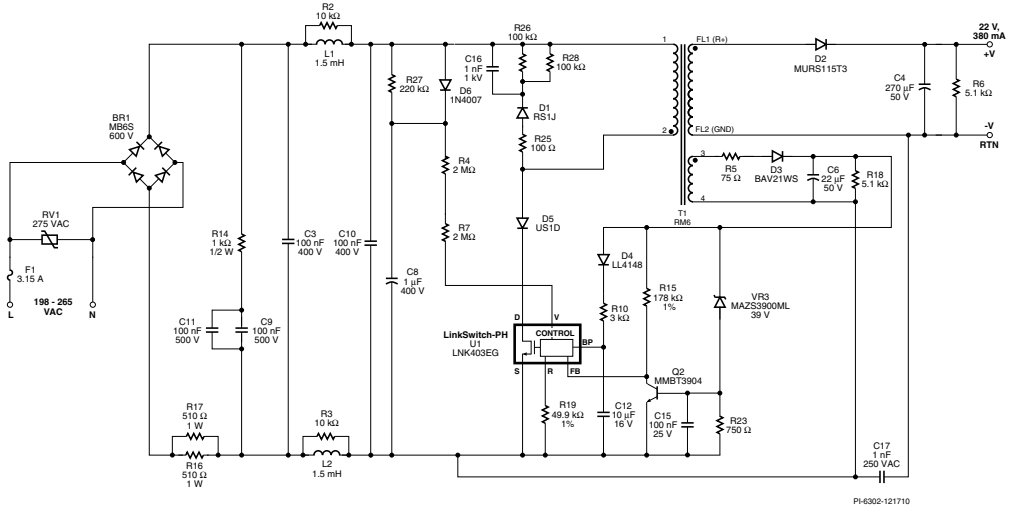 R2
10 kΩ
L1
1.5 mH
R26
100 kΩ
C16
1 nF
1 kV
R28
100 kΩ
R27
220 kΩ
D6
1N4007
D1
RS1J
R25
100 Ω
1
2
FL1 (R+)
FL2 (GND)
D2
MURS115T3
22 V,
380 mA
+V
C4
270 µF
50 V
R6
5.1 kΩ
-V
RTN
BR1
MB6S
600 V
RV1
275 VAC
F1
3.15 A
L
198 - 265
VAC
N
R4
2 MΩ
R7
2 MΩ
3
4
R5
75 Ω
D3
BAV21WS
C6
22 µF
50 V
R18
5.1 kΩ
T1
RM6
R14
1 kΩ
1/2 W
C3
100 nF
400 V
C10
100 nF
400 V
C8
1 µF
400 V
D5
US1D
D4
LL4148
R10
3 kΩ
R15
178 kΩ
1%
VR3
MAZS3900ML
39 V
C11
100 nF
500 V
C9
100 nF
500 V
LinkSwitch-PH
U1
LNK403EG
D
V
CONTROL
BP
S
R
FB
Q2
MMBT3904
R19
49.9 kΩ
1%
C12
10 µF
16 V
C15
100 nF
25 V
R23
750 Ω
R17
510 Ω
1 W
R16
510 Ω
1 W
R3
10 kΩ
L2
1.5 mH
C17
1 nF
250 VAC
PI-6302-121710